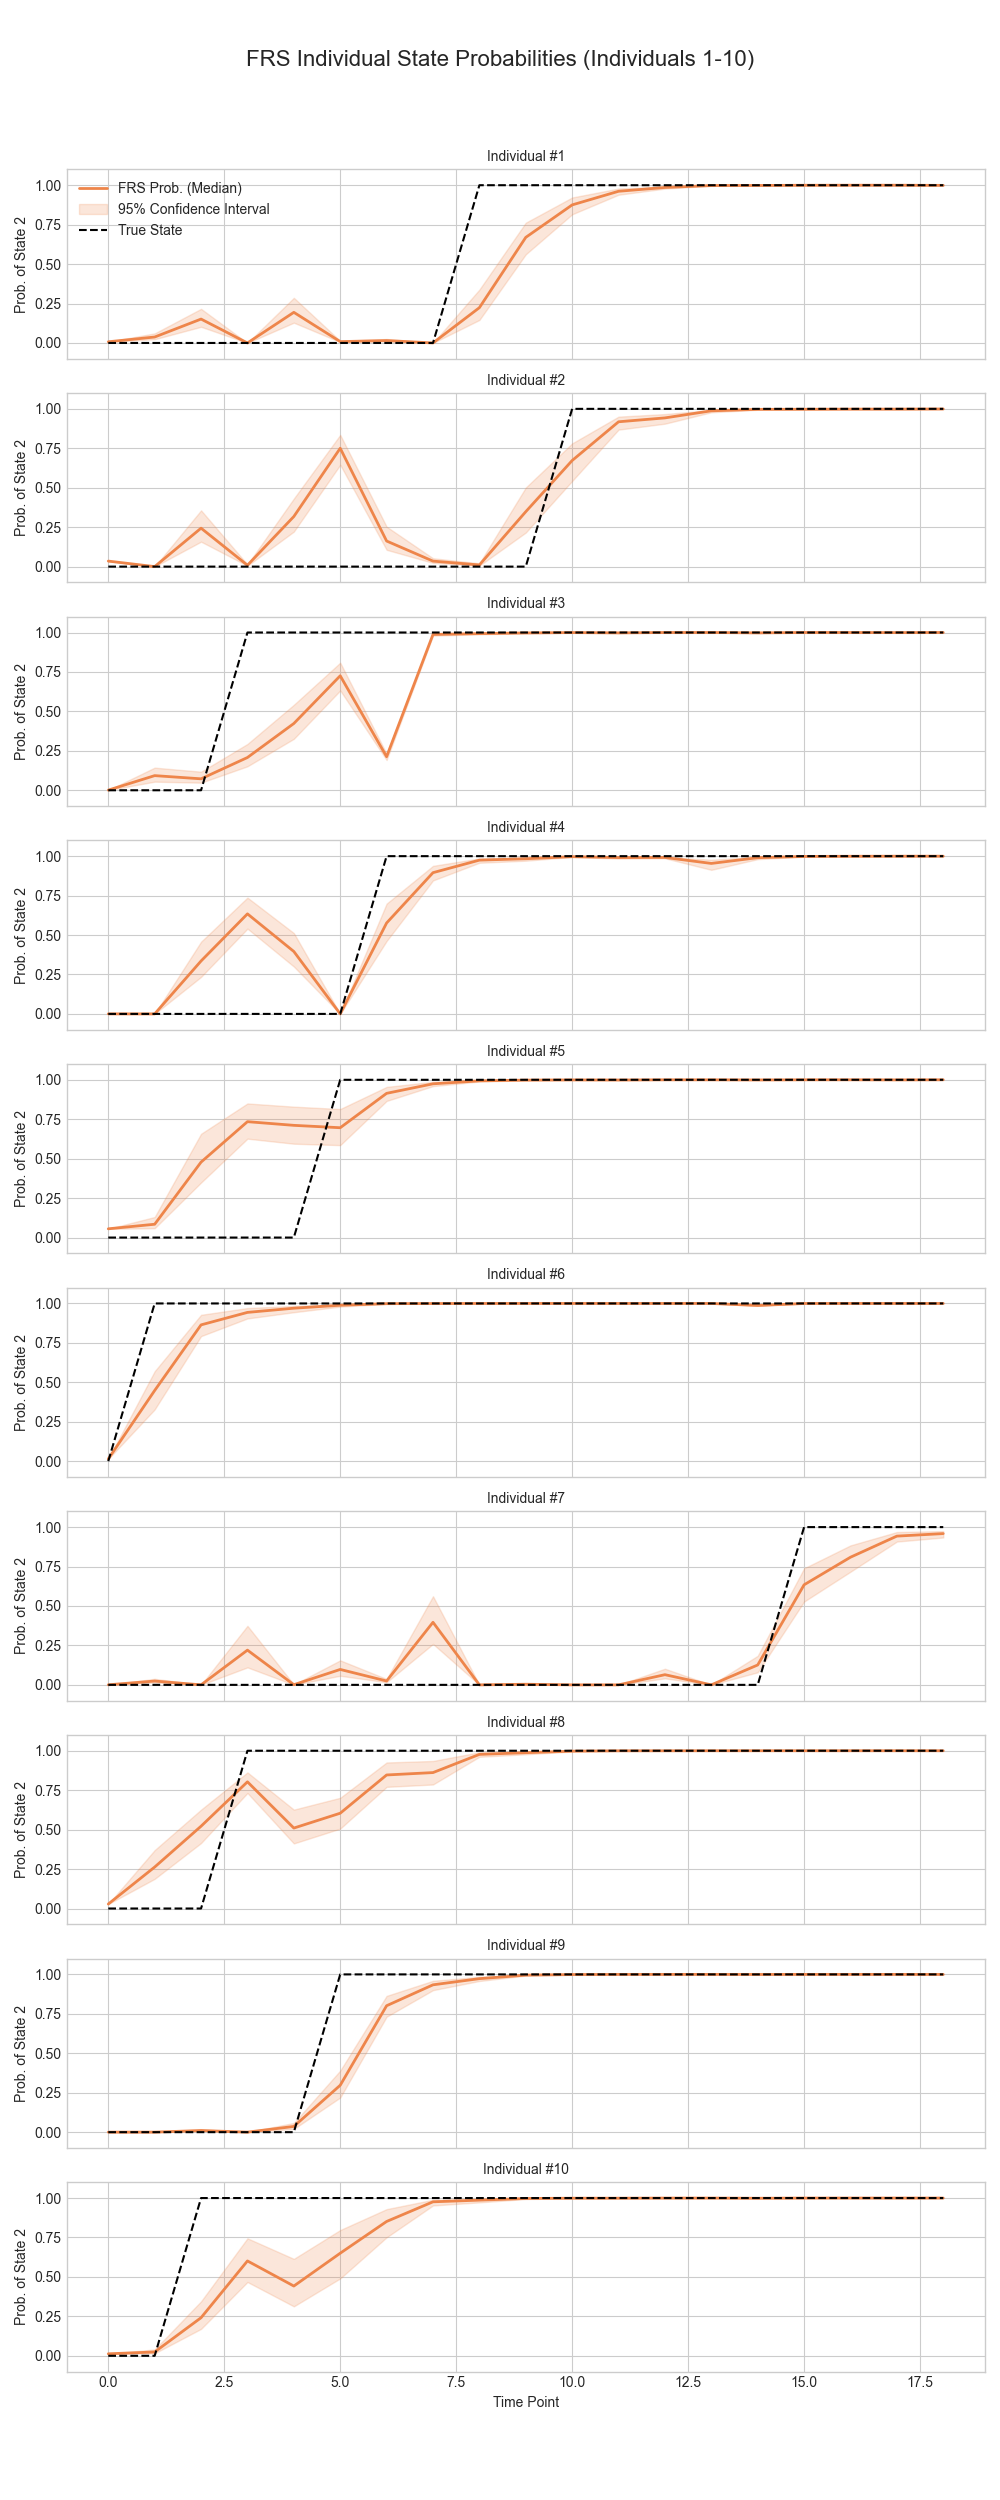 FRS Individual State Probabilities (Individuals 1-10)
Individual #1
1.00
0.75
0.50
0.25
0.00
Prob. of State 2
FRS Prob. (Median)
95% Confidence Interval
True State
Individual #2
1.00
0.75
0.50
0.25
0.00
Prob. of State 2
Individual #3
1.00
0.75
0.50
0.25
0.00
Prob. of State 2
Individual #4
1.00
0.75
0.50
0.25
0.00
Prob. of State 2
Individual #5
1.00
0.75
0.50
0.25
0.00
Prob. of State 2
Individual #6
1.00
0.75
0.50
0.25
0.00
Prob. of State 2
Individual #7
1.00
0.75
0.50
0.25
0.00
Prob. of State 2
Individual #8
1.00
0.75
0.50
0.25
0.00
Prob. of State 2
Individual #9
1.00
0.75
0.50
0.25
0.00
Prob. of State 2
Individual #10
1.00
0.75
0.50
0.25
0.00
Prob. of State 2
0.0 2.5 5.0 7.5 10.0 12.5 15.0 17.5
Time Point